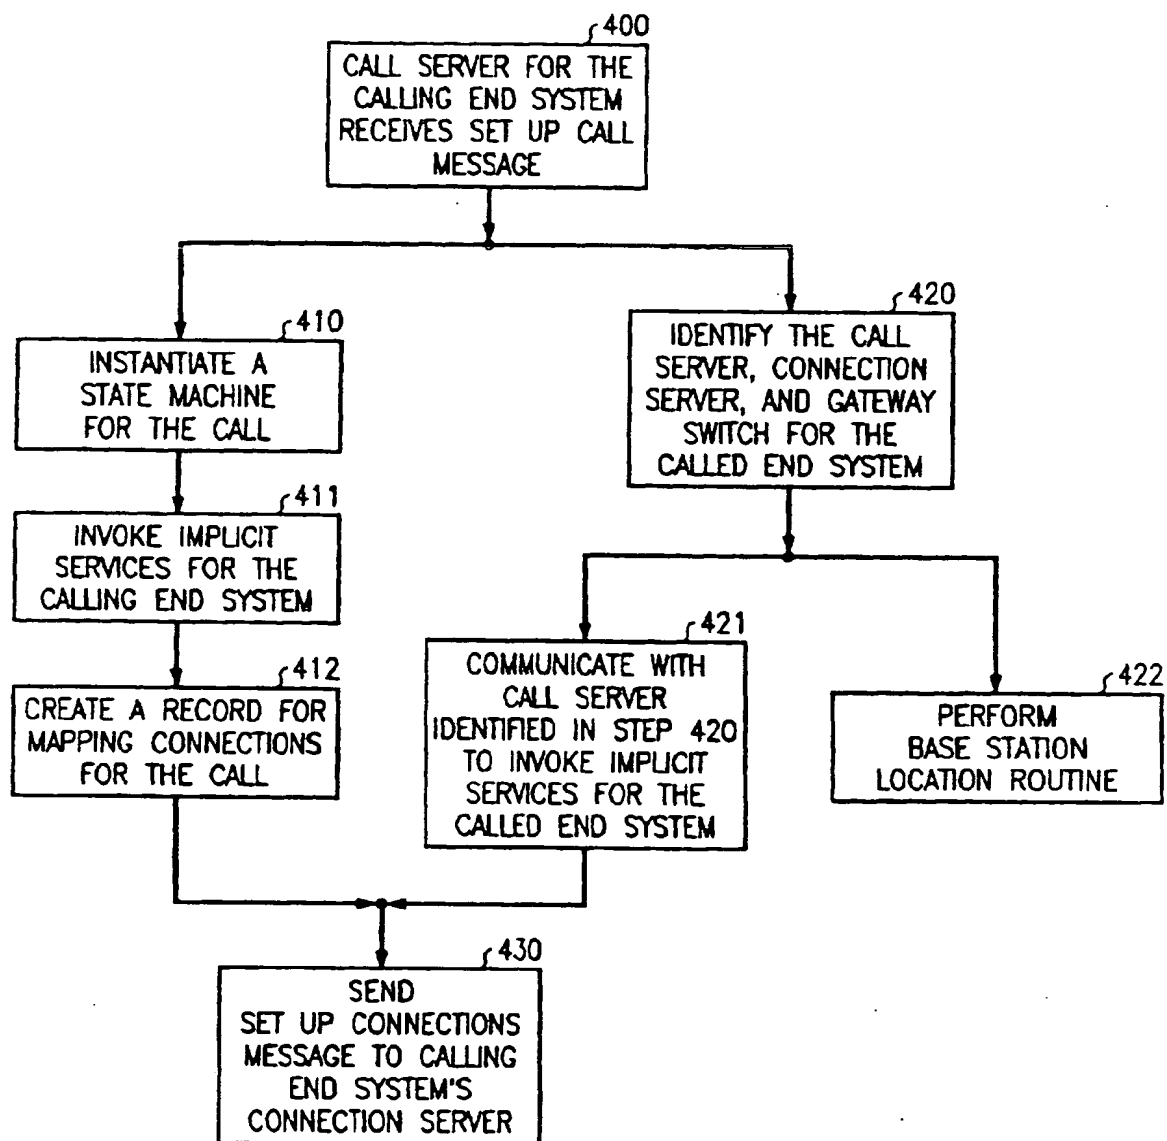 400
CALL SERVER FOR THE
CALLING END SYSTEM
RECEIVES SET UP CALL
MESSAGE
410
INSTANTIATE A
STATE MACHINE
FOR THE CALL
420
IDENTIFY THE CALL
SERVER, CONNECTION
SERVER, AND GATEWAY
SWITCH FOR THE
CALLED END SYSTEM
411
INVOKE IMPLICIT
SERVICES FOR THE
CALLING END SYSTEM
412
CREATE A RECORD FOR
MAPPING CONNECTIONS
FOR THE CALL
421
COMMUNICATE WITH
CALL SERVER
IDENTIFIED IN STEP 420
TO INVOKE IMPLICIT
SERVICES FOR THE
CALLED END SYSTEM
422
PERFORM
BASE STATION
LOCATION ROUTINE
430
SEND
SET UP CONNECTIONS
MESSAGE TO CALLING
END SYSTEM'S
CONNECTION SERVER